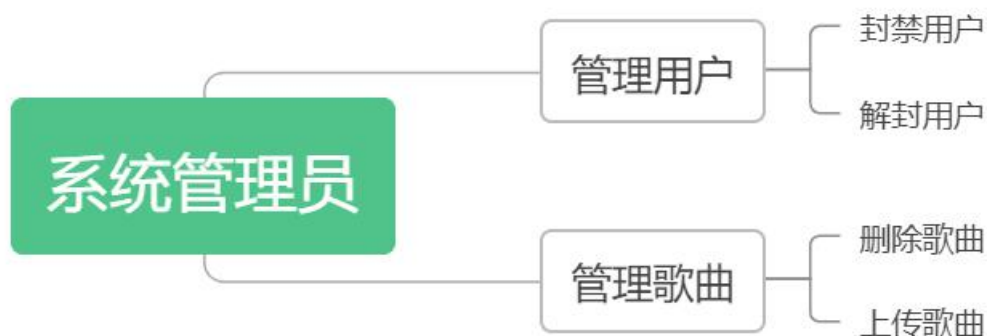 系统管理员
管理用户
封禁用户
解封用户
管理歌曲
删除歌曲
上传歌曲